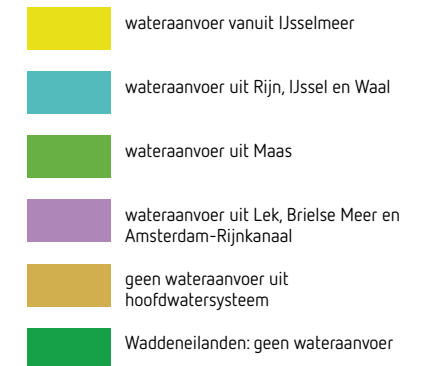 wateraanvoer vanuit IJsselmeer
wateraanvoer uit Rijn, IJssel en Waal
wateraanvoer uit Maas
wateraanvoer uit Lek, Brielse Meer en
Amsterdam-Rijnkanaal
geen wateraanvoer uit
hoofdwatersysteem
Waddeneilanden: geen wateraanvoer